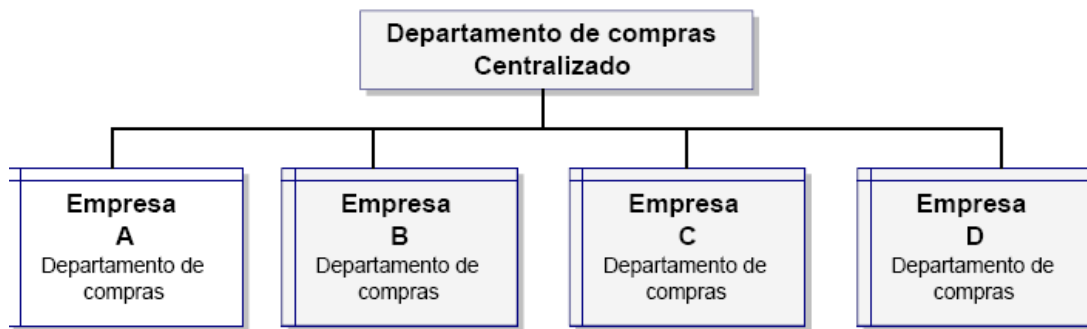 Departamento de compras
Centralizado
Empresa
A
Departamento de
compras
Empresa
B
Departamento de
compras
Empresa
C
Departamento de
compras
Empresa
D
Departamento de
compras